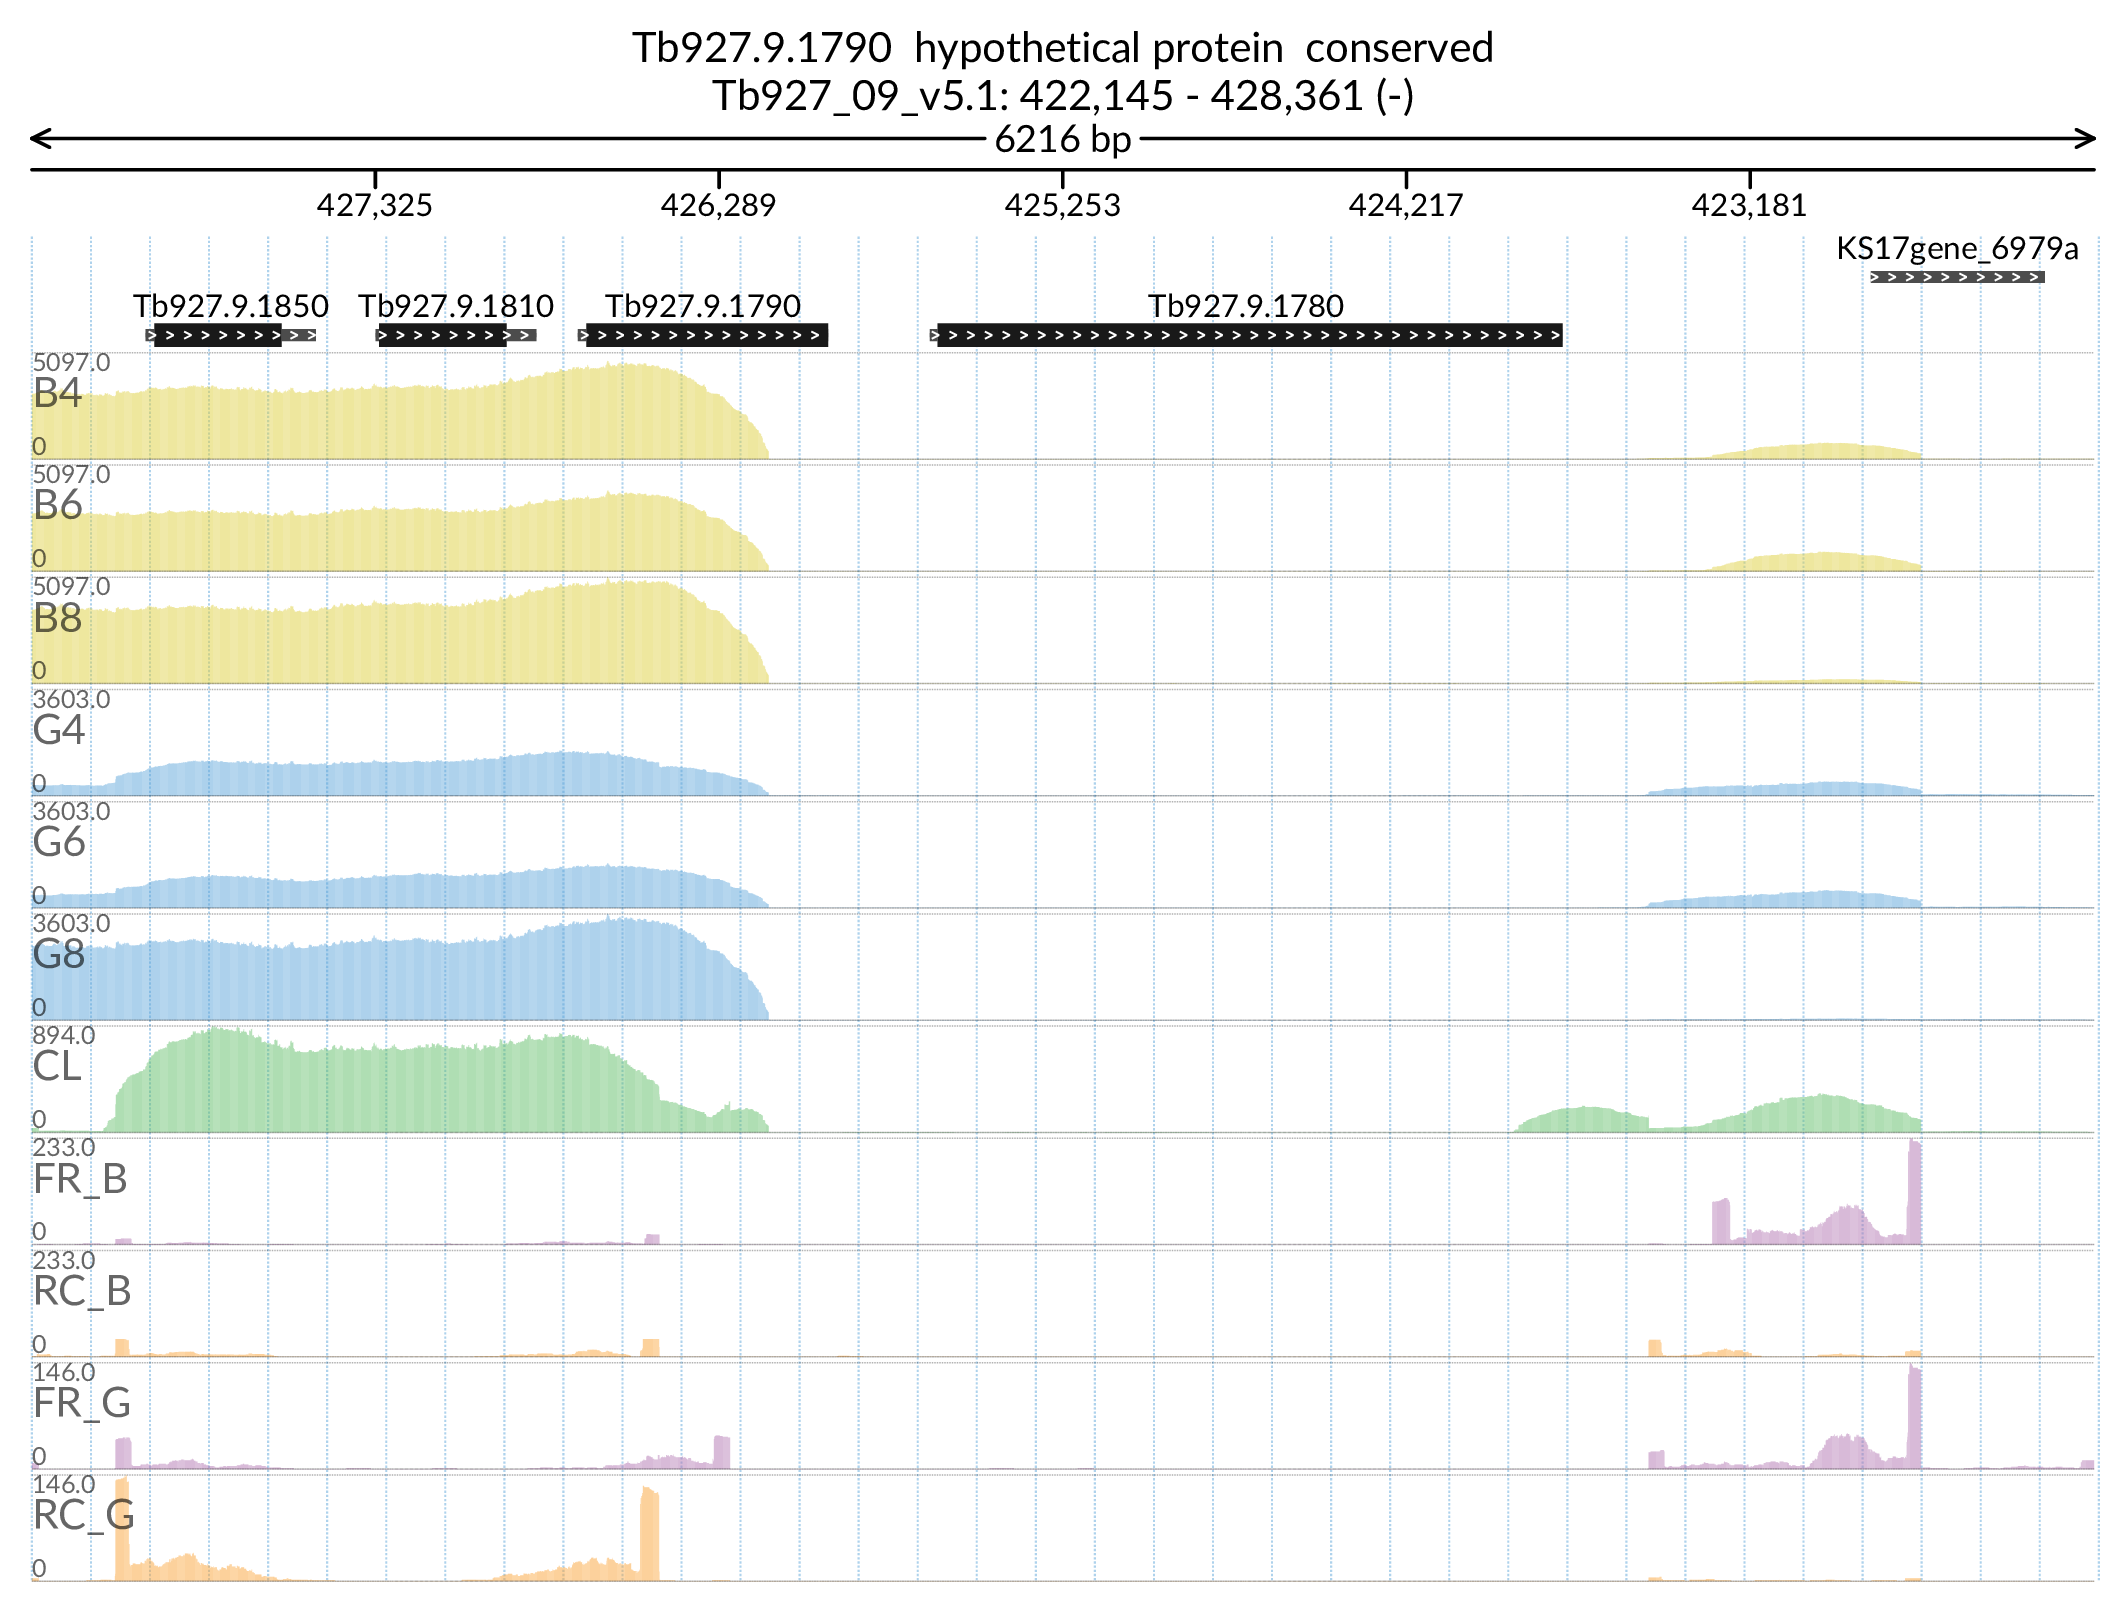 Tb927.9.1790  hypothetical protein  conserved
Tb927_09_v5.1: 422,145 - 428,361 (-)
6216 bp
427,325 426,289 425,253 424,217 423,181
KS17gene_6979a
Tb927.9.1850 Tb927.9.1810 Tb927.9.1790 Tb927.9.1780
5097.0
B4
0
5097.0
B6
0
5097.0
B8
0
3603.0
G4
0
3603.0
G6
0
3603.0
G8
0
894.0
CL
0
233.0
FR_B
0
233.0
RC_B
0
146.0
FR_G
0
146.0
RC_G
0